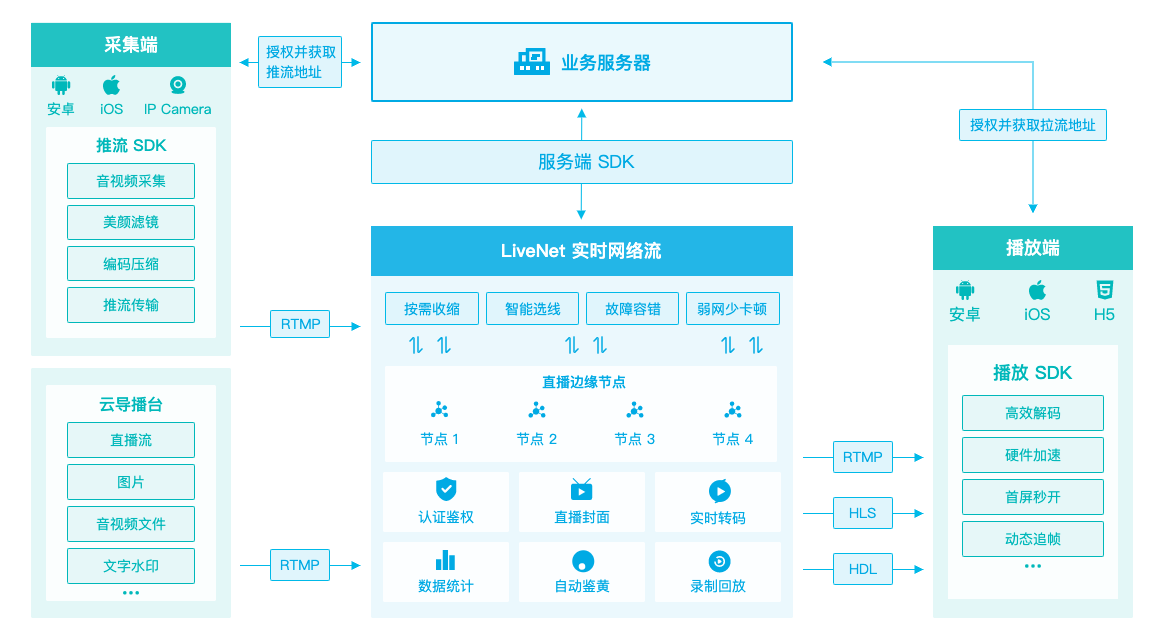 采集端
安卓
iOS
IP Camera
推流 SDK
音视频采集
美颜滤镜
编码压缩
推流传输
云导播台
直播流
图片
音视频文件
文字水印
•••
授权并获取
推流地址
RTMP
RTMP
业务服务器
服务端 SDK
LiveNet 实时网络流
按需收缩
智能选线
故障容错
弱网少卡顿
直播边缘节点
节点 1
节点 2
节点 3
节点 4
认证鉴权
直播封面
实时转码
数据统计
自动鉴黄
录制回放
授权并获取拉流地址
RTMP
HLS
HDL
播放端
安卓
iOS
5
H5
播放 SDK
高效解码
硬件加速
首屏秒开
动态追帧
•••